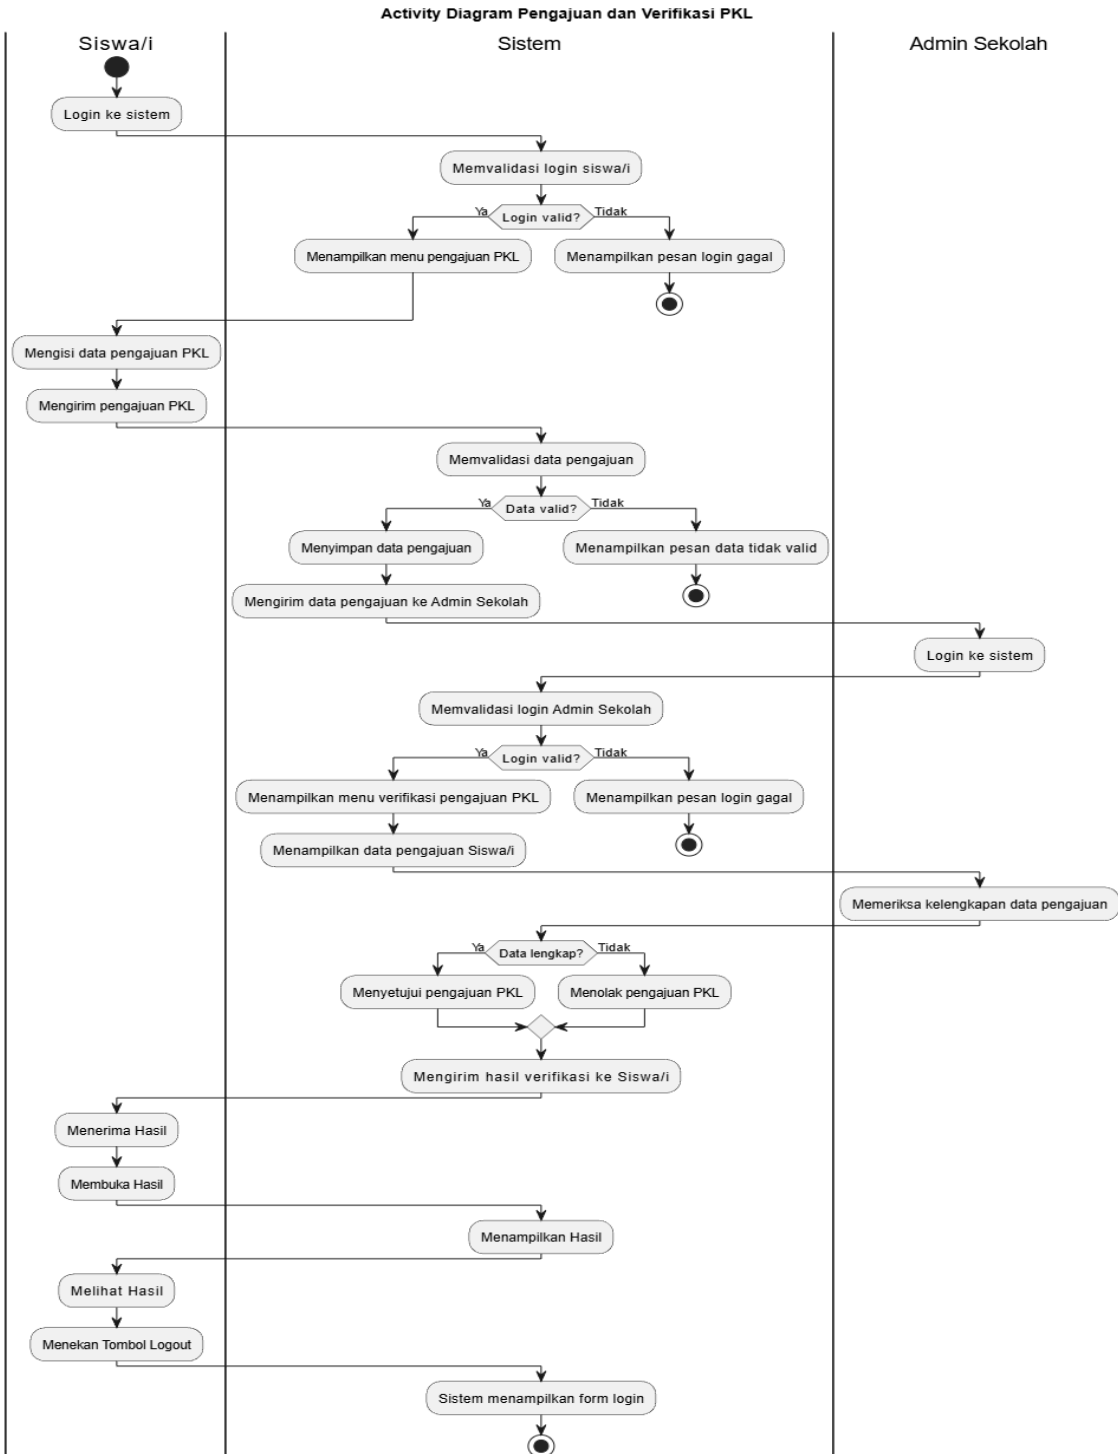 Activity Diagram Pengajuan dan Verifikasi PKL
Siswa/i
Sistem
Admin Sekolah
Login ke sistem
Memvalidasi login siswa/i
Ya
Login valid?
Tidak
Menampilkan menu pengajuan PKL
Menampilkan pesan login gagal
Mengisi data pengajuan PKL
Mengirim pengajuan PKL
Memvalidasi data pengajuan
Ya
Data valid?
Tidak
Menyimpan data pengajuan
Menampilkan pesan data tidak valid
Mengirim data pengajuan ke Admin Sekolah
Login ke sistem
Memvalidasi login Admin Sekolah
Ya
Login valid?
Tidak
Menampilkan menu verifikasi pengajuan PKL
Menampilkan pesan login gagal
Menampilkan data pengajuan Siswa/i
Memeriksa kelengkapan data pengajuan
Ya
Data lengkap?
Tidak
Menyetujui pengajuan PKL
Menolak pengajuan PKL
Mengirim hasil verifikasi ke Siswa/i
Menerima Hasil
Membuka Hasil
Menampilkan Hasil
Melihat Hasil
Menekan Tombol Logout
Sistem menampilkan form login